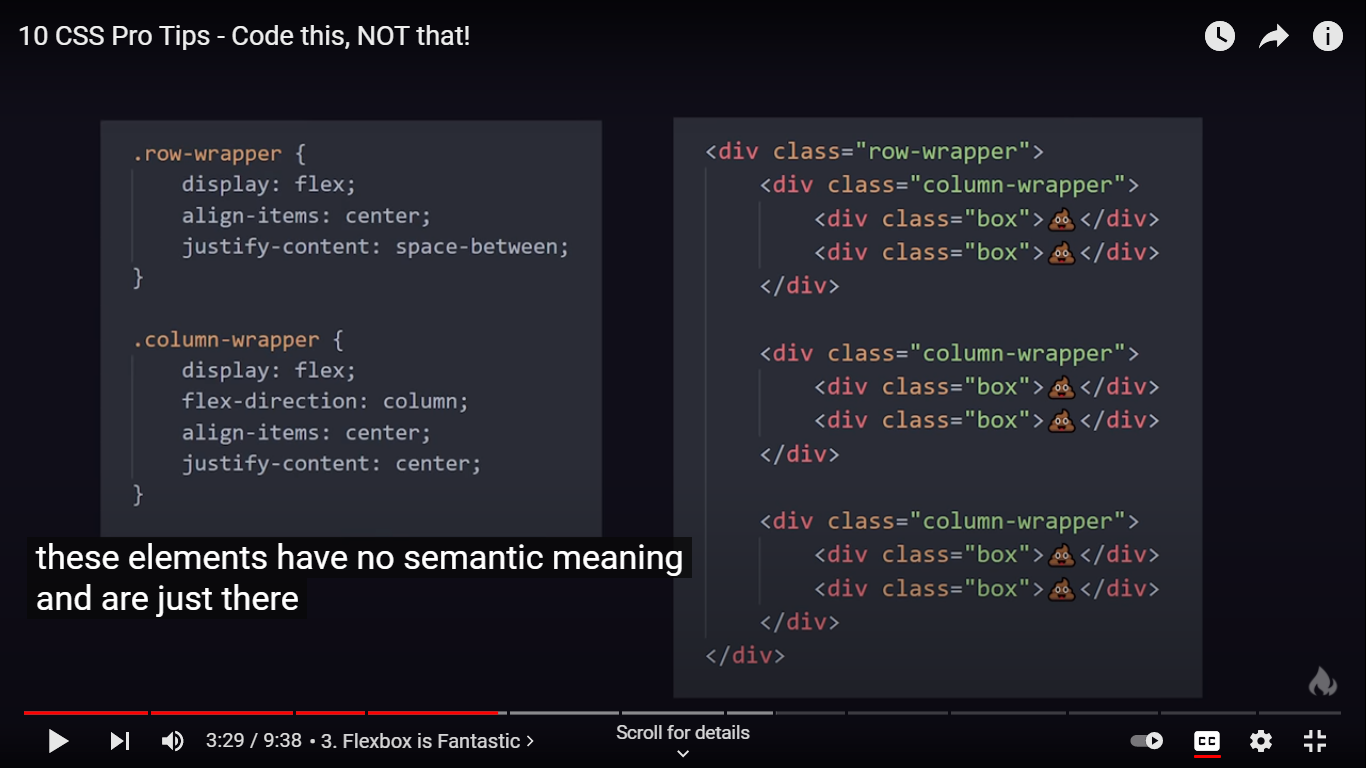 10 CSS Pro Tips - Code this, NOT that!
.row-wrapper {
display: flex;
align-items: center;
justify-content: space-between;
}
.column-wrapper {
display: flex;
flex-direction: column;
align-items: center;
justify-content: center;
}
<div class="row-wrapper">
<div class="column-wrapper">
<div class="box">💩</div>
<div class="box">💩</div>
</div>
<div class="column-wrapper">
<div class="box">💩</div>
<div class="box">💩</div>
</div>
<div class="column-wrapper">
<div class="box">💩</div>
<div class="box">💩</div>
</div>
</div>
these elements have no semantic meaning
and are just there
3:29 / 9:38 • 3. Flexbox is Fantastic >
Scroll for details
CC